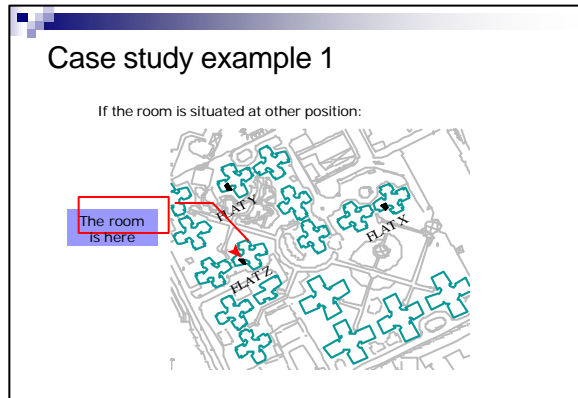 Case study example 1
If the room is situated at other position:
FLAT Y
FLAT X
The room
is here
FLAT Z